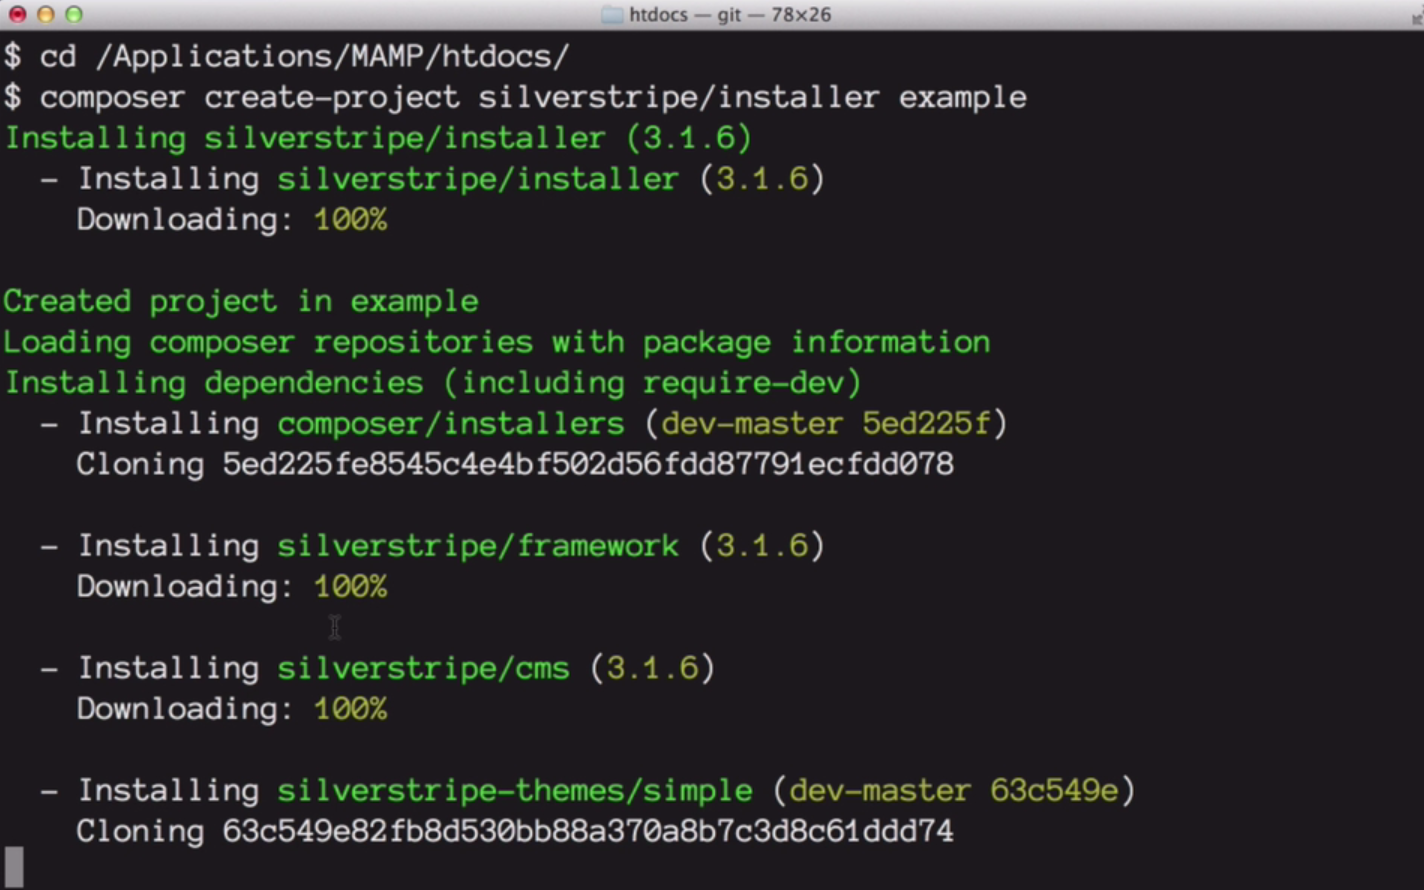 htdocs — git — 78×26
$ cd /Applications/MAMP/htdocs/
$ composer create-project silverstripe/installer example
Installing silverstripe/installer (3.1.6)
  - Installing silverstripe/installer (3.1.6)
    Downloading: 100%
Created project in example
Loading composer repositories with package information
Installing dependencies (including require-dev)
  - Installing composer/installers (dev-master 5ed225f)
    Cloning 5ed225fe8545c4e4bf502d56fdd87791ecfdd078
  - Installing silverstripe/framework (3.1.6)
    Downloading: 100%
  - Installing silverstripe/cms (3.1.6)
    Downloading: 100%
  - Installing silverstripe-themes/simple (dev-master 63c549e)
    Cloning 63c549e82fb8d530bb88a370a8b7c3d8c61ddd74